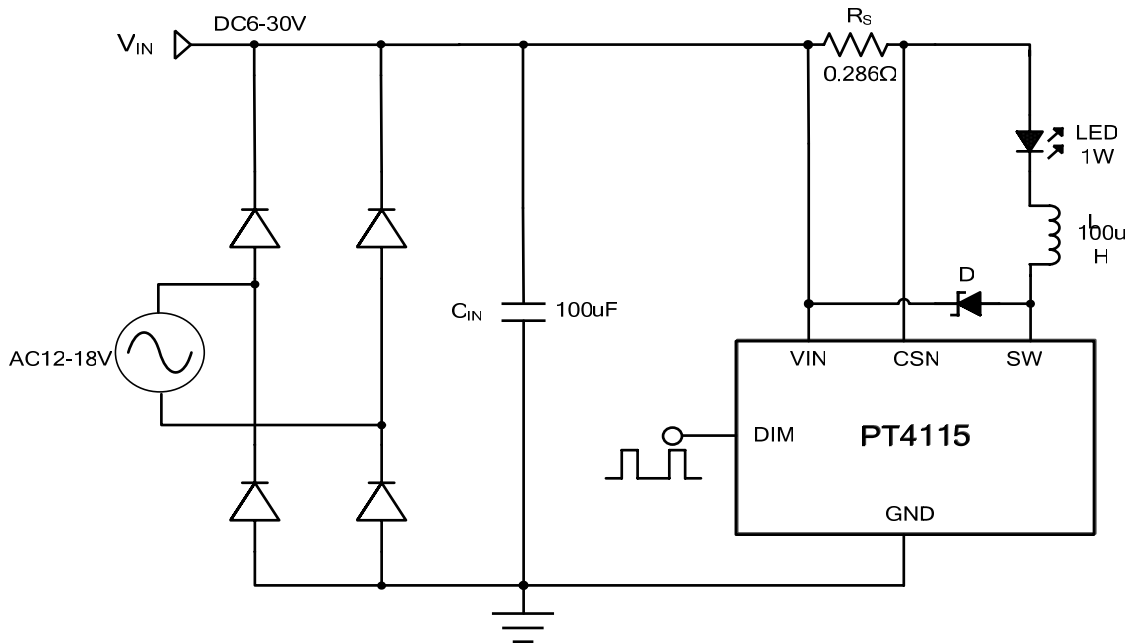 DC6-30V
VIN
RS
0.286Ω
LED
1W
L
100u
H
D
CIN
100uF
AC12-18V
VIN
CSN
SW
DIM
PT4115
GND